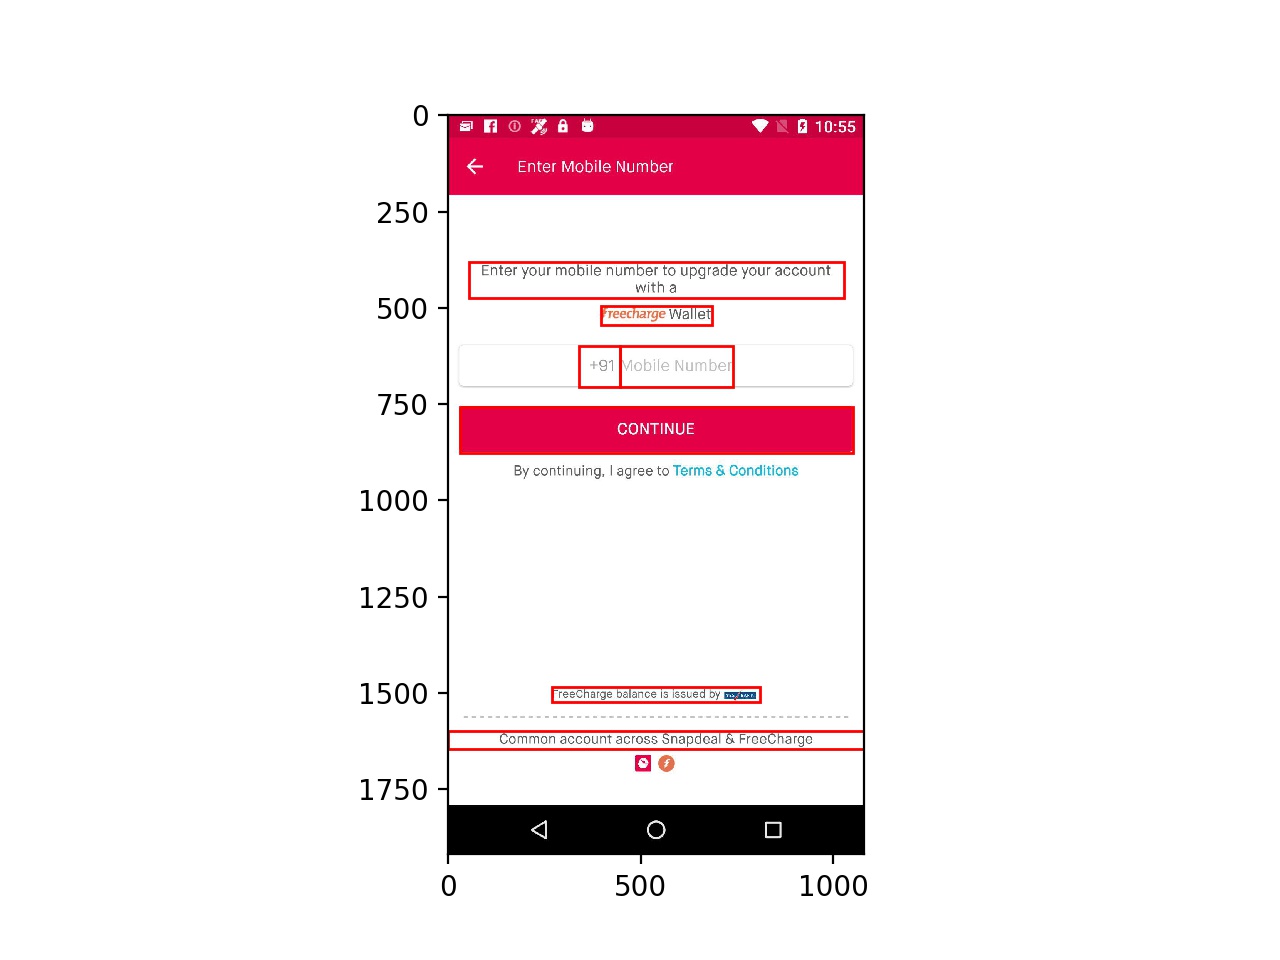 0
10:55
Enter Mobile Number
250
Enter your mobile number to upgrade your account
with a
500
freecharge Wallet
+91 Mobile Number
750
CONTINUE
By continuing, I agree to Terms & Conditions
1000
1250
1500
FreeCharge balance is issued by
Common account across Snapdeal & FreeCharge
1750
0 500 1000